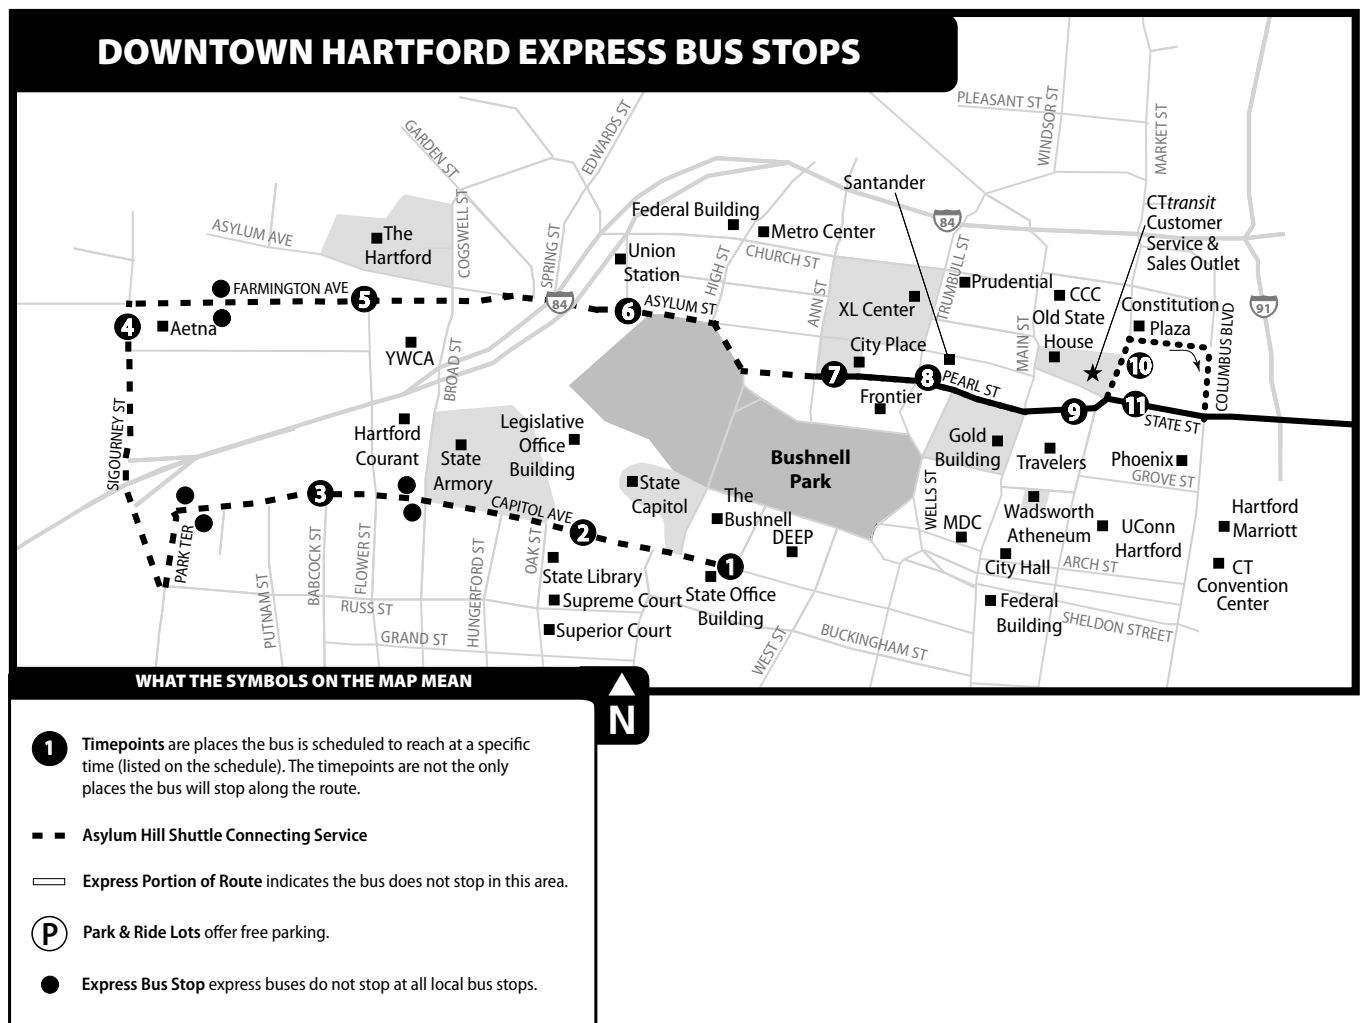 DOWNTOWN HARTFORD EXPRESS BUS STOPS
PLEASANT ST
WINDSOR ST
MARKET ST
EDWARDS ST
GARDEN ST
Santander
CTtransit
Customer
Service &
Sales Outlet
COGSWELL ST
Federal Building
84
Metro Center
ASYLUM AVE
The
Hartford
SPRING ST
Union
Station
HIGH ST
CHURCH ST
TRUMBULL ST
Prudential
FARMINGTON AVE
5
84
6
ASYLUM ST
ANN ST
XL Center
CCC
Old State
House
Constitution
Plaza
91
COLUMBUS BLVD
4
Aetna
YWCA
BROAD ST
City Place
MAIN ST
10
7
8
PEARL ST
Frontier
9
11
STATE ST
SIGOURNEY ST
Hartford
Courant
State
Armory
Legislative
Office
Building
Bushnell
Park
Gold
Building
Travelers
Phoenix
GROVE ST
3
CAPITOL AVE
State
Capitol
The
Bushnell
WELLS ST
Wadsworth
Atheneum
Hartford
Marriott
PARK TER
2
OAK ST
DEEP
MDC
UConn
Hartford
BABCOCK ST
FLOWER ST
HUNGERFORD ST
1
City Hall
ARCH ST
CT
Convention
Center
PUTNAM ST
RUSS ST
State Library
Supreme Court
State Office
Building
Federal
Building
SHELDON STREET
GRAND ST
Superior Court
WEST ST
BUCKINGHAM ST
WHAT THE SYMBOLS ON THE MAP MEAN
N
1
Timepoints are places the bus is scheduled to reach at a specific
time (listed on the schedule). The timepoints are not the only
places the bus will stop along the route.
Asylum Hill Shuttle Connecting Service
Express Portion of Route indicates the bus does not stop in this area.
P
Park & Ride Lots offer free parking.
Express Bus Stop express buses do not stop at all local bus stops.